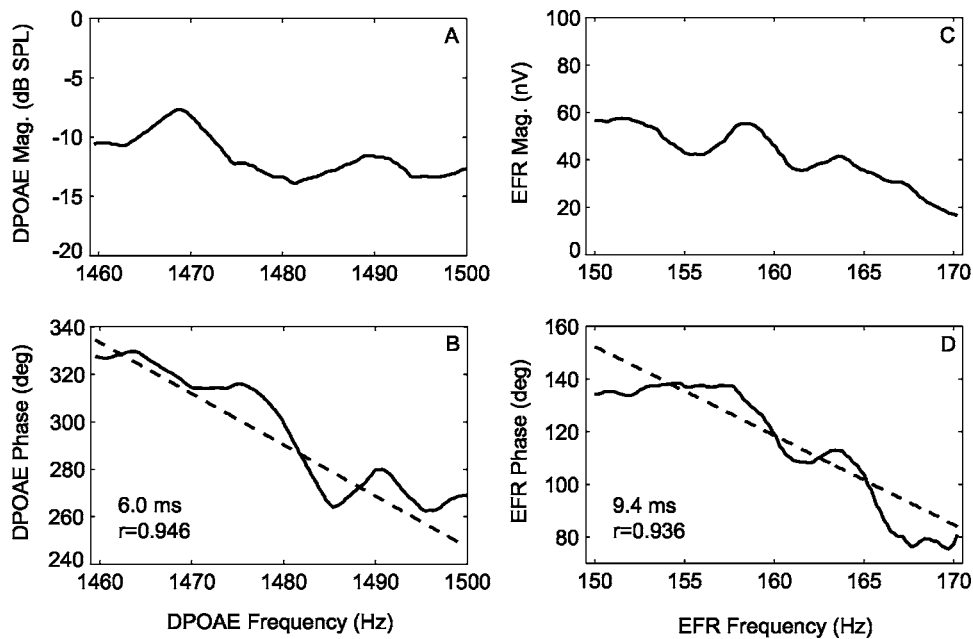 A
DPOAE Mag. (dB SPL)
0
-5
-10
-15
-20
1460 1470 1480 1490 1500
C
EFR Mag. (nV)
100
80
60
40
20
0
150 155 160 165 170
B
DPOAE Phase (deg)
340
320
300
280
260
240
6.0 ms
r=0.946
1460 1470 1480 1490 1500
DPOAE Frequency (Hz)
D
EFR Phase (deg)
160
140
120
100
80
9.4 ms
r=0.936
150 155 160 165 170
EFR Frequency (Hz)